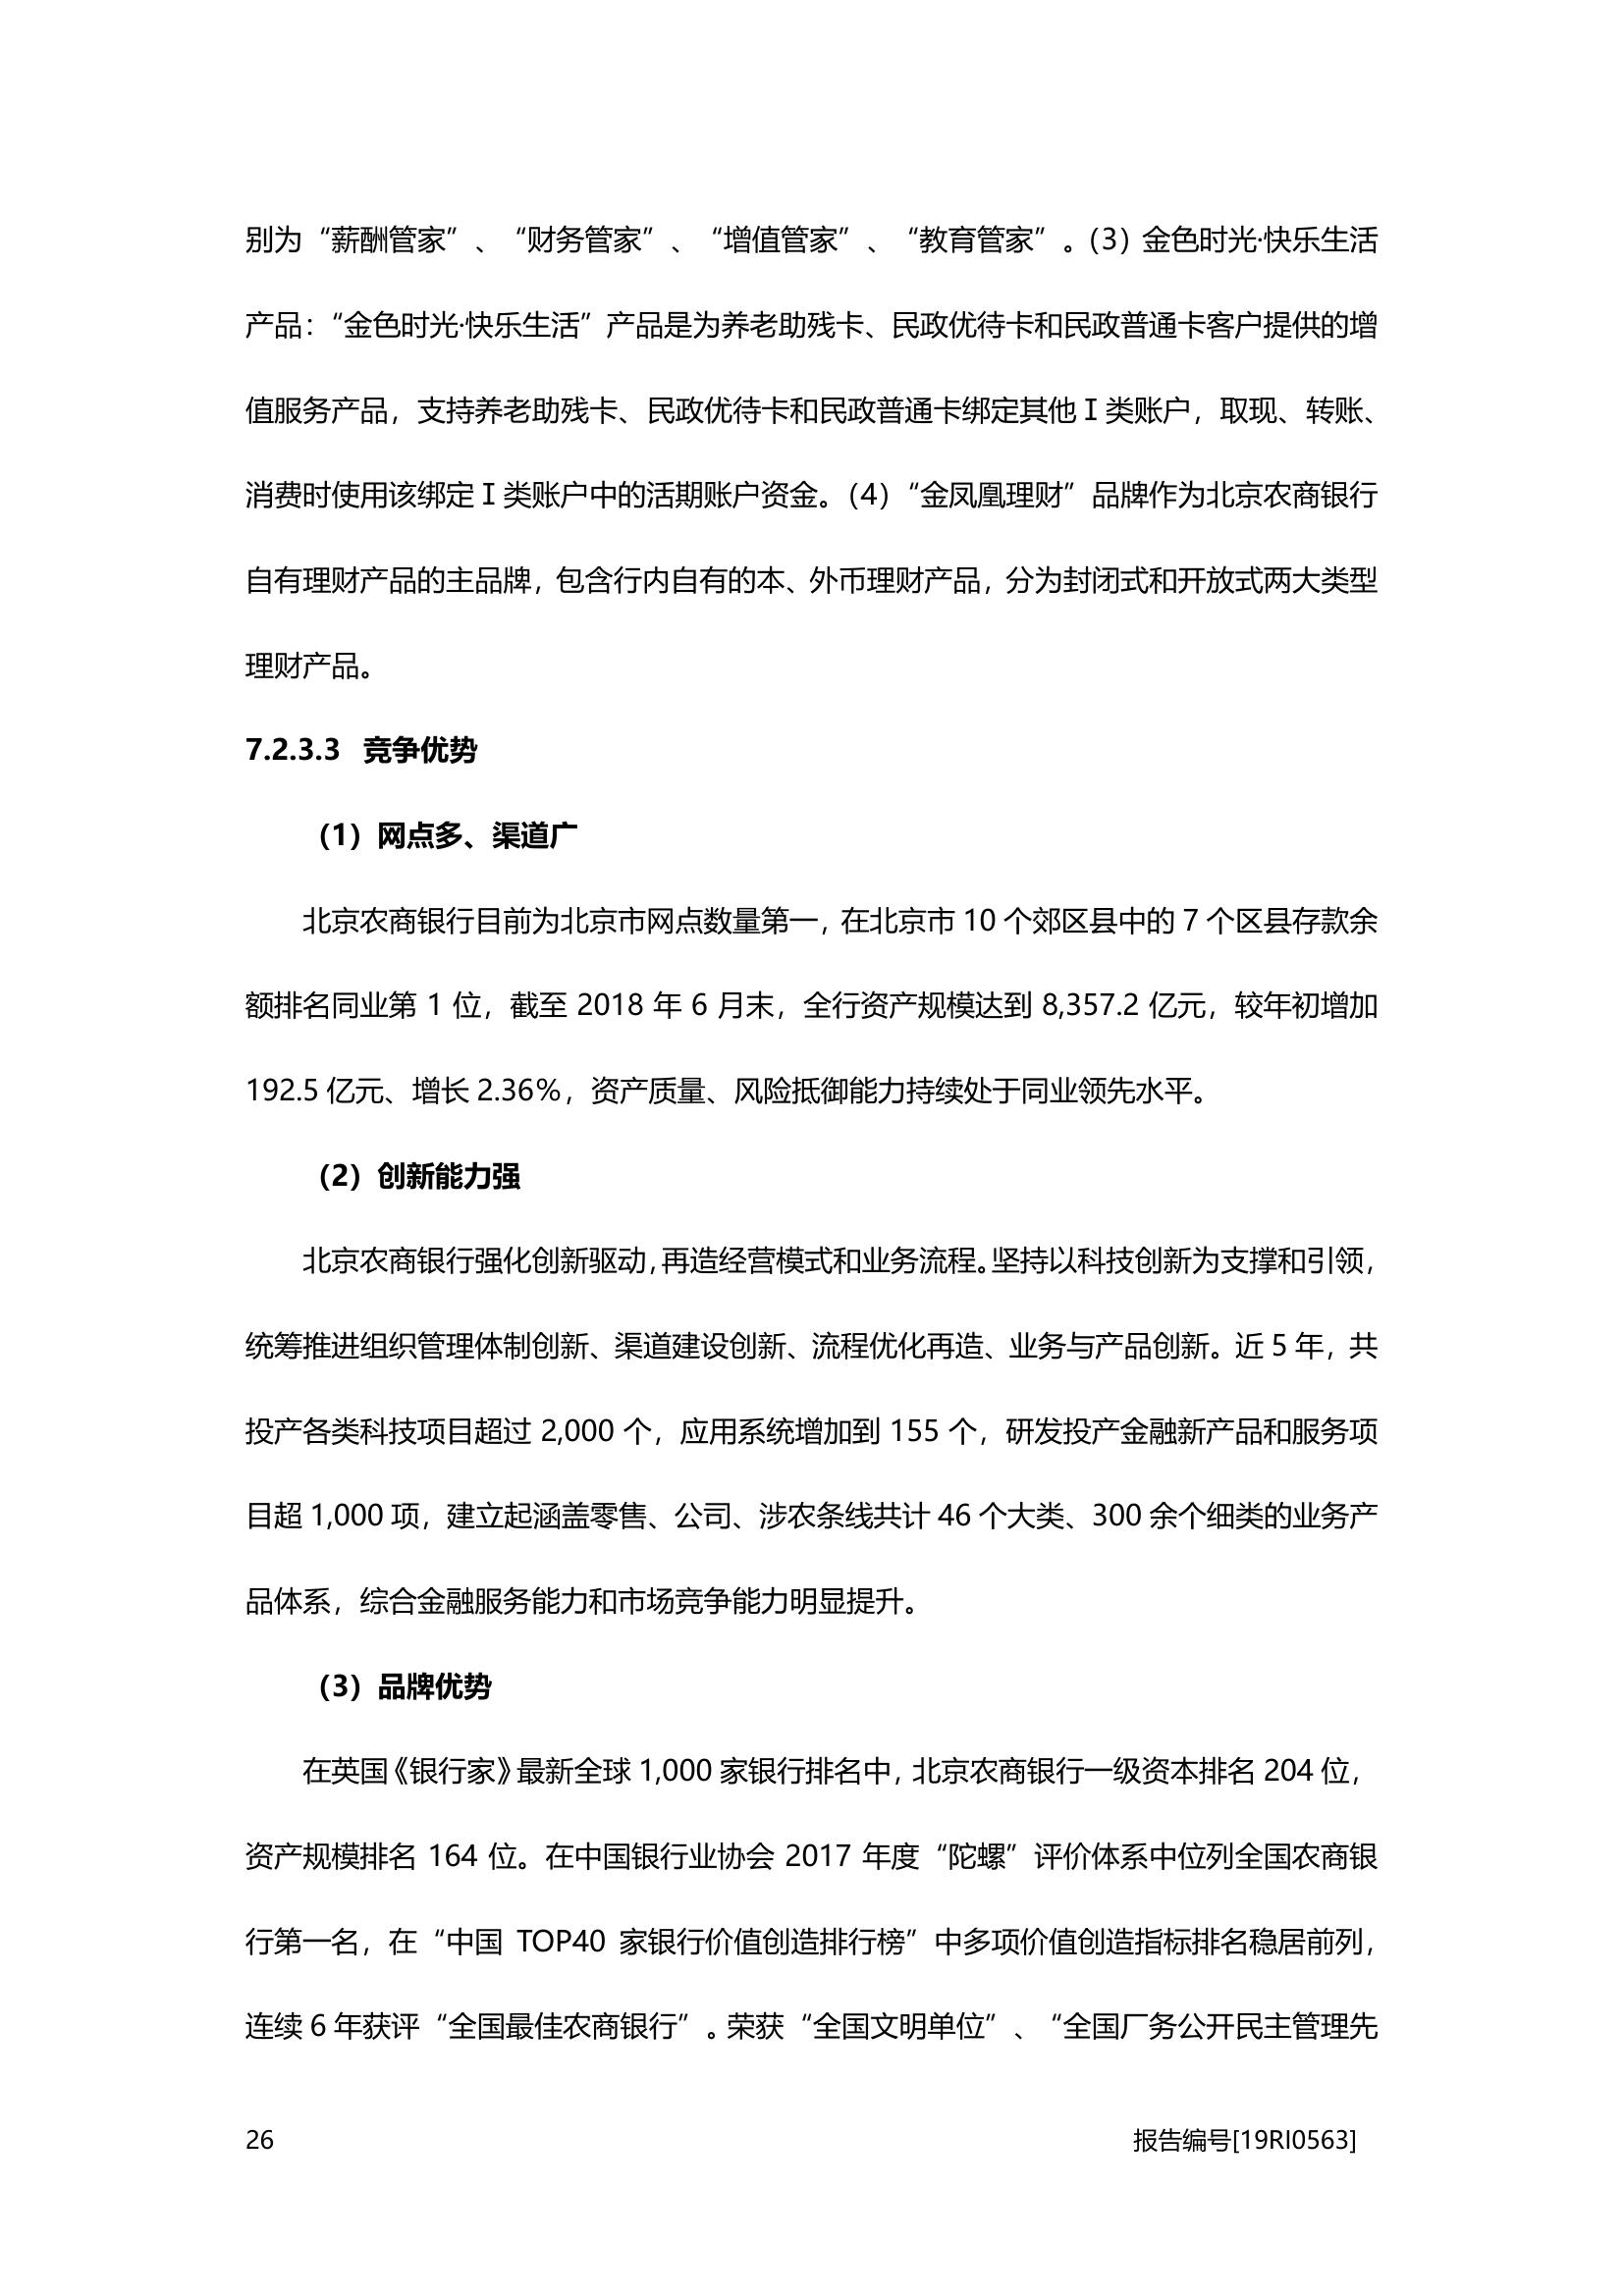 别为“薪酬管家”、“财务管家”、“增值管家”、“教育管家”。（3）金色时光·快乐生活
产品：“金色时光·快乐生活”产品是为养老助残卡、民政优待卡和民政普通卡客户提供的增
值服务产品，支持养老助残卡、民政优待卡和民政普通卡绑定其他 I 类账户，取现、转账、
消费时使用该绑定 I 类账户中的活期账户资金。（4）“金凤凰理财”品牌作为北京农商银行
自有理财产品的主品牌，包含行内自有的本、外币理财产品，分为封闭式和开放式两大类型
理财产品。
7.2.3.3 竞争优势
（1）网点多、渠道广
北京农商银行目前为北京市网点数量第一，在北京市 10 个郊区县中的 7 个区县存款余
额排名同业第 1 位，截至 2018 年 6 月末，全行资产规模达到 8,357.2 亿元，较年初增加
192.5 亿元、增长 2.36%，资产质量、风险抵御能力持续处于同业领先水平。
（2）创新能力强
北京农商银行强化创新驱动，再造经营模式和业务流程。坚持以科技创新为支撑和引领，
统筹推进组织管理体制创新、渠道建设创新、流程优化再造、业务与产品创新。近 5 年，共
投产各类科技项目超过 2,000 个，应用系统增加到 155 个，研发投产金融新产品和服务项
目超 1,000 项，建立起涵盖零售、公司、涉农条线共计 46 个大类、300 余个细类的业务产
品体系，综合金融服务能力和市场竞争能力明显提升。
（3）品牌优势
在英国《银行家》最新全球 1,000 家银行排名中，北京农商银行一级资本排名 204 位，
资产规模排名 164 位。在中国银行业协会 2017 年度“陀螺”评价体系中位列全国农商银
行第一名，在“中国 TOP40 家银行价值创造排行榜”中多项价值创造指标排名稳居前列，
连续 6 年获评“全国最佳农商银行”。荣获“全国文明单位”、“全国厂务公开民主管理先
26
报告编号[19RI0563]